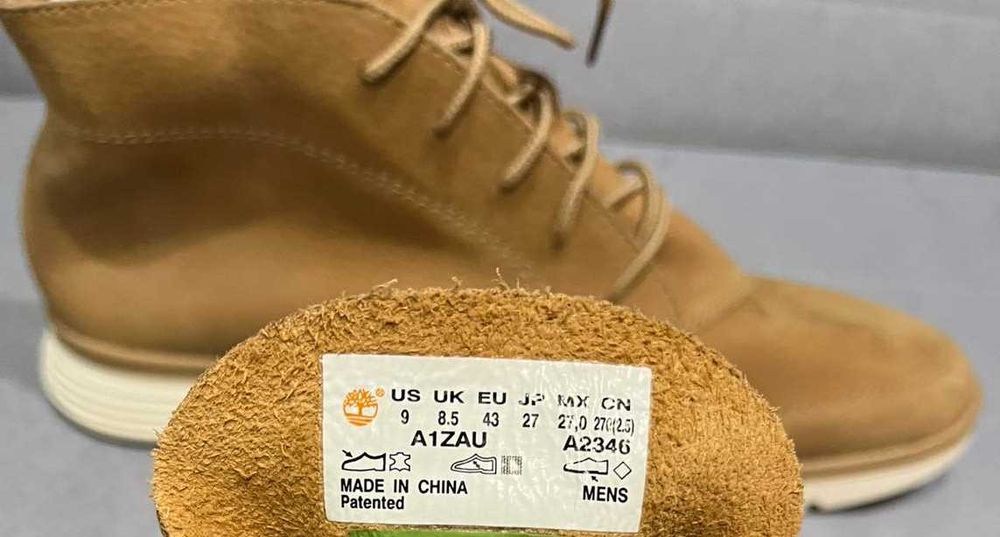 US UK EU JP MX CN
9 8.5 43 27 27,0 270(2.5)
A1ZAU A2346
MADE IN CHINA
Patented MENS